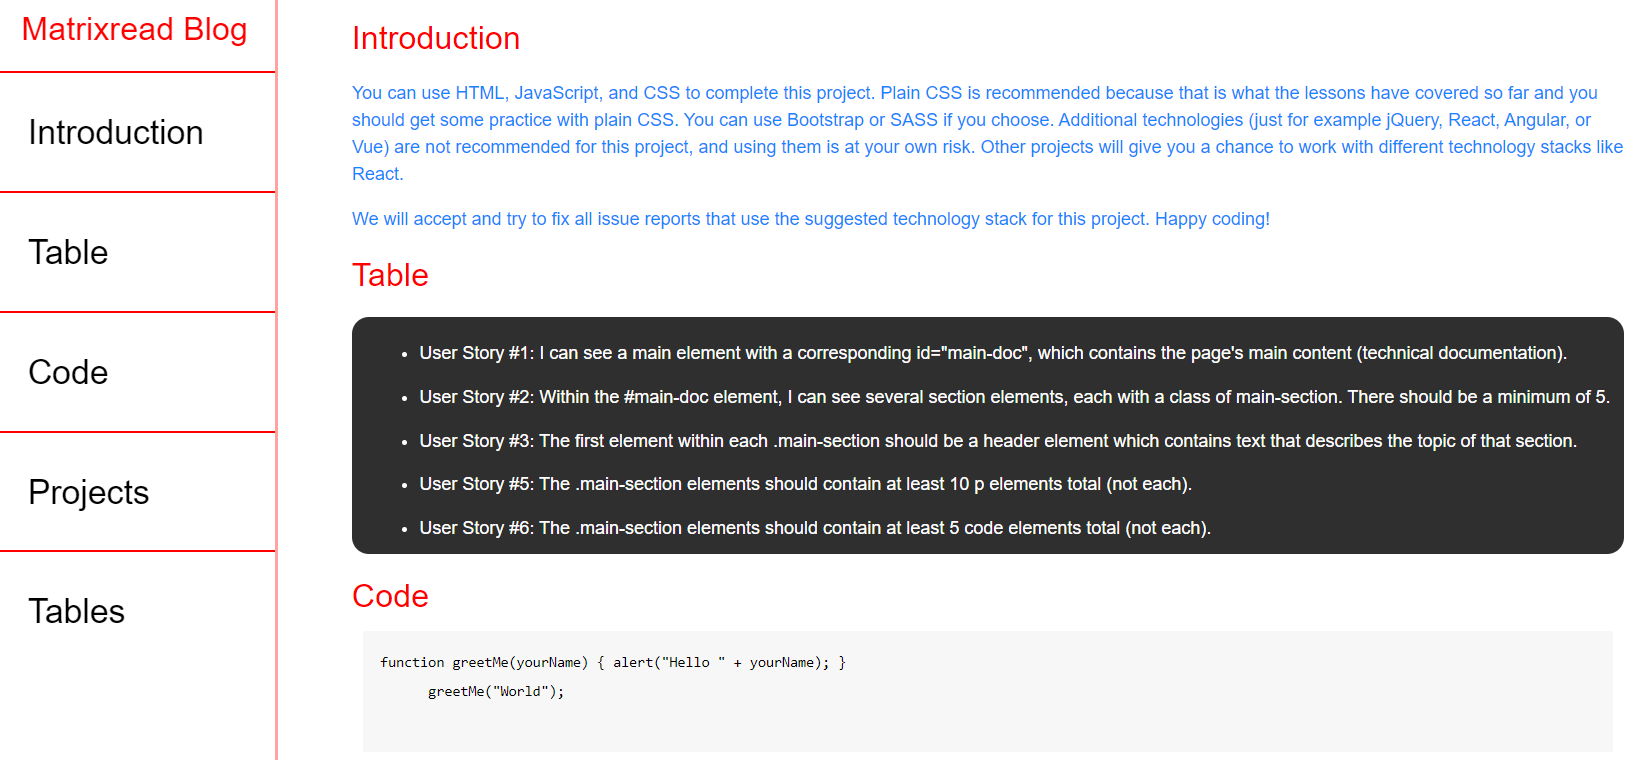 Matrixread Blog
Introduction
Table
Code
Projects
Tables
Introduction
You can use HTML, JavaScript, and CSS to complete this project. Plain CSS is recommended because that is what the lessons have covered so far and you
should get some practice with plain CSS. You can use Bootstrap or SASS if you choose. Additional technologies (just for example jQuery, React, Angular, or
Vue) are not recommended for this project, and using them is at your own risk. Other projects will give you a chance to work with different technology stacks like
React.
We will accept and try to fix all issue reports that use the suggested technology stack for this project. Happy coding!
Table
• User Story #1: I can see a main element with a corresponding id="main-doc", which contains the page's main content (technical documentation).
• User Story #2: Within the #main-doc element, I can see several section elements, each with a class of main-section. There should be a minimum of 5.
• User Story #3: The first element within each .main-section should be a header element which contains text that describes the topic of that section.
• User Story #5: The .main-section elements should contain at least 10 p elements total (not each).
• User Story #6: The .main-section elements should contain at least 5 code elements total (not each).
Code
function greetMe(yourName) { alert("Hello " + yourName); }
greetMe("World");